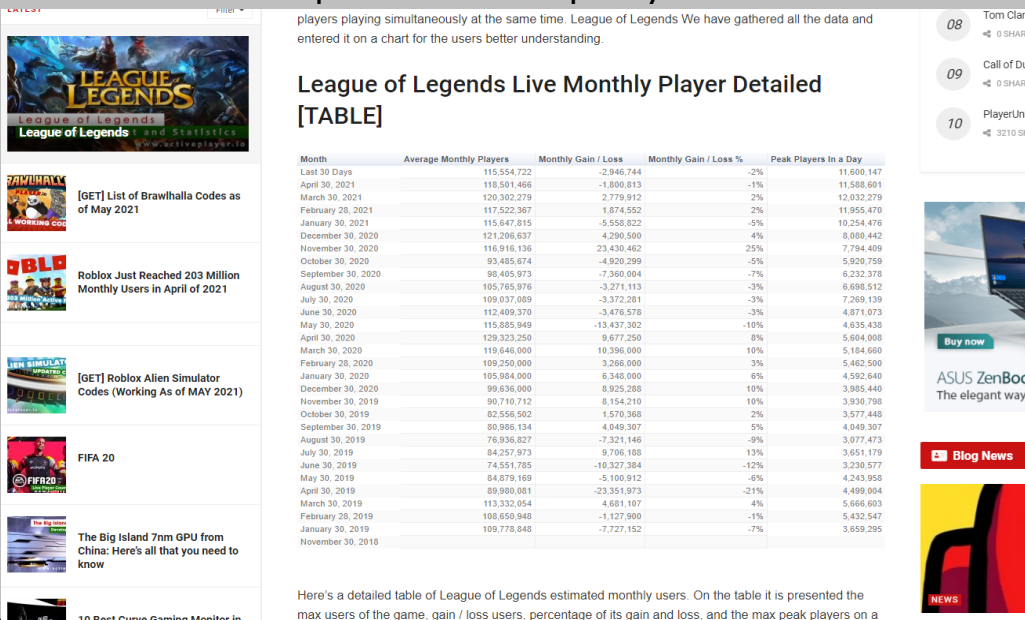 LATEST
Filter
LEAGUE
LEGENDS
League of Legends
League of Legends
t and Statistics
www.activeplayer.io
[GET] List of Brawlhalla Codes as
of May 2021
Roblox Just Reached 203 Million
Monthly Users in April of 2021
[GET] Roblox Alien Simulator
Codes (Working As of MAY 2021)
FIFA 20
The Big Island 7nm GPU from
China: Here's all that you need to
know
10 Best Curve Gaming Monitor in
players playing simultaneously at the same time. League of Legends We have gathered all the data and
entered it on a chart for the users better understanding.
League of Legends Live Monthly Player Detailed
[TABLE]
Month Average Monthly Players Monthly Gain / Loss Monthly Gain / Loss % Peak Players In a Day
Last 30 Days 115,554,722 -2,946,744 -2% 11,600,147
April 30, 2021 118,501,466 -1,800,813 -1% 11,588,601
March 30, 2021 120,302,279 2,779,912 2% 12,032,279
February 28, 2021 117,522,367 1,874,552 2% 11,955,470
January 30, 2021 115,647,815 -5,558,822 -5% 10,254,476
December 30, 2020 121,206,637 4,290,500 4% 8,080,442
November 30, 2020 116,916,136 23,430,462 25% 7,794,409
October 30, 2020 93,485,674 -4,920,299 -5% 5,920,759
September 30, 2020 98,405,973 -7,360,004 -7% 6,232,378
August 30, 2020 105,765,976 -3,271,113 -3% 6,698,512
July 30, 2020 109,037,089 -3,372,281 -3% 7,269,139
June 30, 2020 112,409,370 -3,476,578 -3% 4,871,073
May 30, 2020 115,885,949 -13,437,302 -10% 4,635,438
April 30, 2020 129,323,250 9,677,250 8% 5,604,008
March 30, 2020 119,646,000 10,396,000 10% 5,184,660
February 28, 2020 109,250,000 3,266,000 3% 5,462,500
January 30, 2020 105,984,000 6,348,000 6% 4,592,640
December 30, 2020 99,636,000 8,925,288 10% 3,985,440
November 30, 2019 90,710,712 8,154,210 10% 3,930,798
October 30, 2019 82,556,502 1,570,368 2% 3,577,448
September 30, 2019 80,986,134 4,049,307 5% 4,049,307
August 30, 2019 76,936,827 -7,321,146 -9% 3,077,473
July 30, 2019 84,257,973 9,706,188 13% 3,651,179
June 30, 2019 74,551,785 -10,327,384 -12% 3,230,577
May 30, 2019 84,879,169 -5,100,912 -6% 4,243,958
April 30, 2019 89,980,081 -23,351,973 -21% 4,499,004
March 30, 2019 113,332,054 4,681,107 4% 5,666,603
February 30, 2019 108,650,948 -1,127,900 -1% 5,432,547
January 30, 2019 109,778,848 -7,727,152 -7% 3,659,295
November 30, 2018
Here's a detailed table of League of Legends estimated monthly users. On the table it is presented the
max users of the game, gain / loss users, percentage of its gain and loss, and the max peak players on a
08 Tom Clan
0 SHAR
09 Call of Du
0 SHAR
10 PlayerUn
3210 S
Buy now
ASUS ZenBoo
The elegant way
Blog News
NEWS